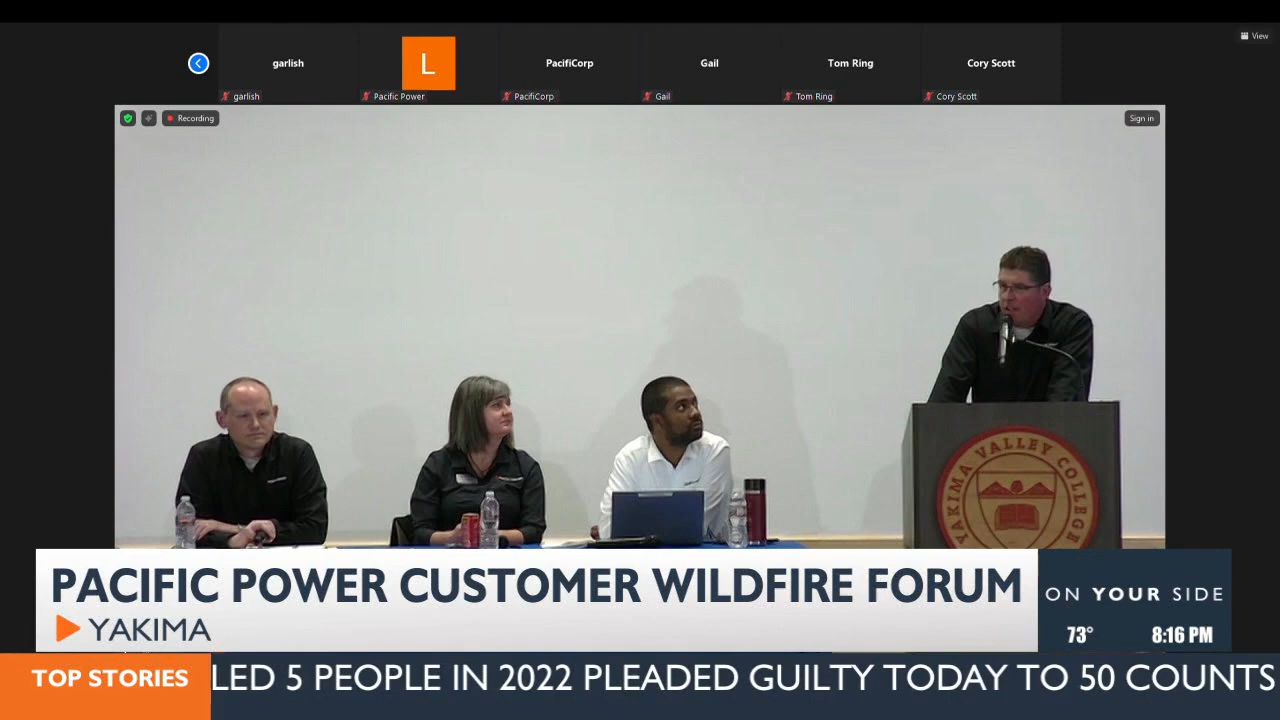 View
garlish
L
PacifiCorp
Gail
Tom Ring
Cory Scott
garlish
Pacific Power
PacifiCorp
Gail
Tom Ring
Cory Scott
Recording
Sign in
YAKIMA VALLEY COLLEGE
PACIFIC POWER CUSTOMER WILDFIRE FORUM
YAKIMA
ON YOUR SIDE
73° 8:16 PM
TOP STORIES
LED 5 PEOPLE IN 2022 PLEADED GUILTY TODAY TO 50 COUNTS